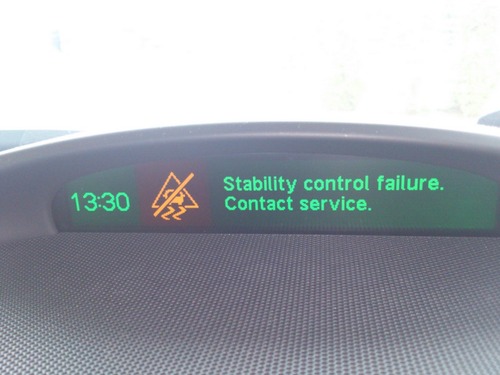 13:30
Stability control failure.
Contact service.